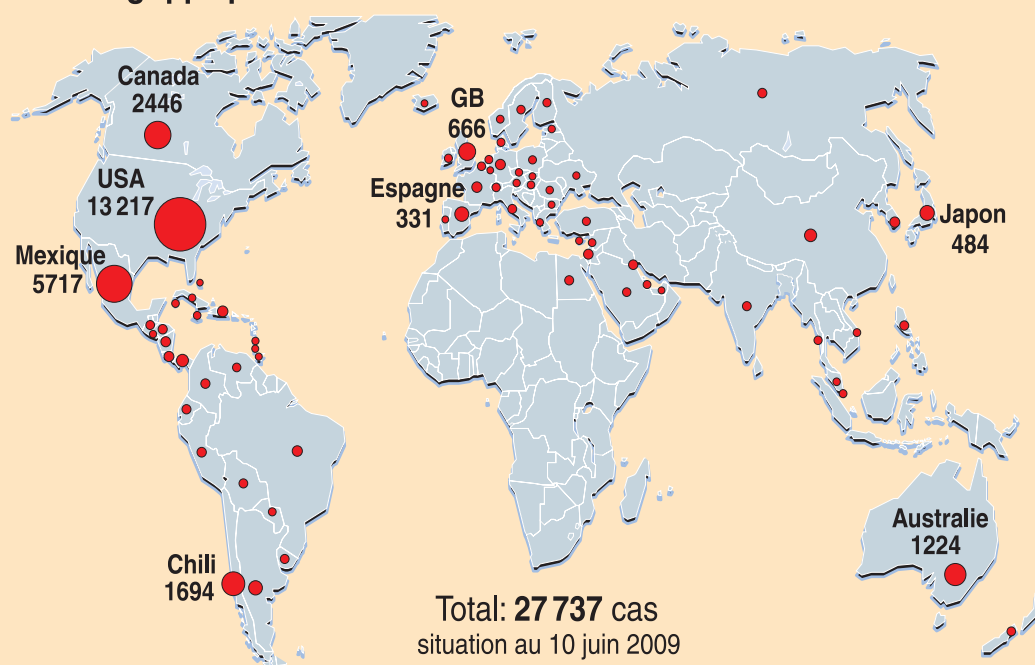 Canada
2446
GB
666
USA
13 217
Espagne
331
Mexique
5717
Japon
484
Australie
1224
Chili
1694
Total: 27 737 cas
situation au 10 juin 2009